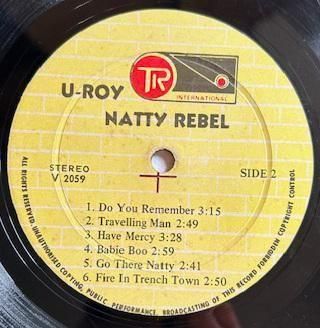 TR
INTERNATIONAL
U-ROY
NATTY REBEL
STEREO
V 2059
SIDE 2
1. Do You Remember 3:15
2. Travelling Man 2:49
3. Have Mercy 3:28
4. Babie Boo 2:59
5. Go There Natty 2:41
6. Fire In Trench Town 2:50
ALL RIGHTS RESERVED. UNAUTHORISED COPYING, PUBLIC PERFORMANCE, BROADCASTING OF THIS RECORD FORBIDDEN COPYRIGHT CONTROL